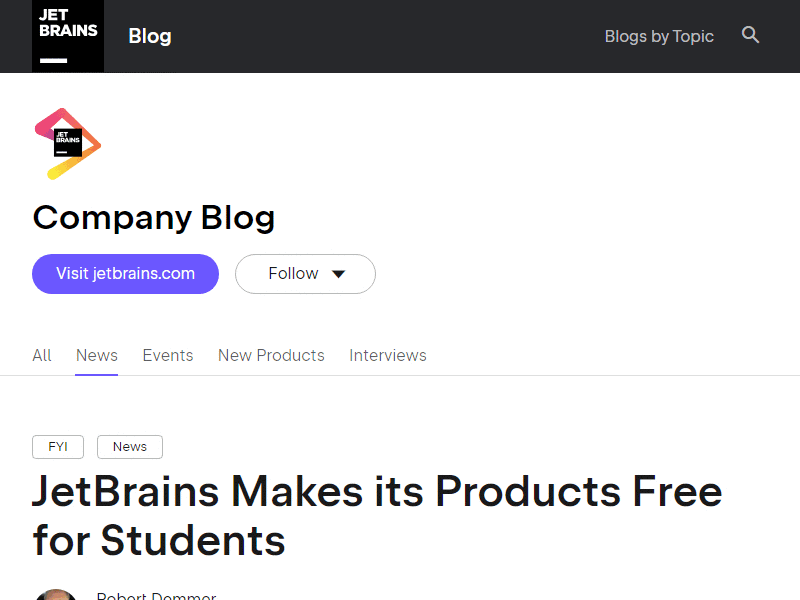 JET
BRAINS
Blog
Blogs by Topic
JET
BRAINS
Company Blog
Visit jetbrains.com
Follow
All News Events New Products Interviews
FYI News
JetBrains Makes its Products Free
for Students
Robert Demmer